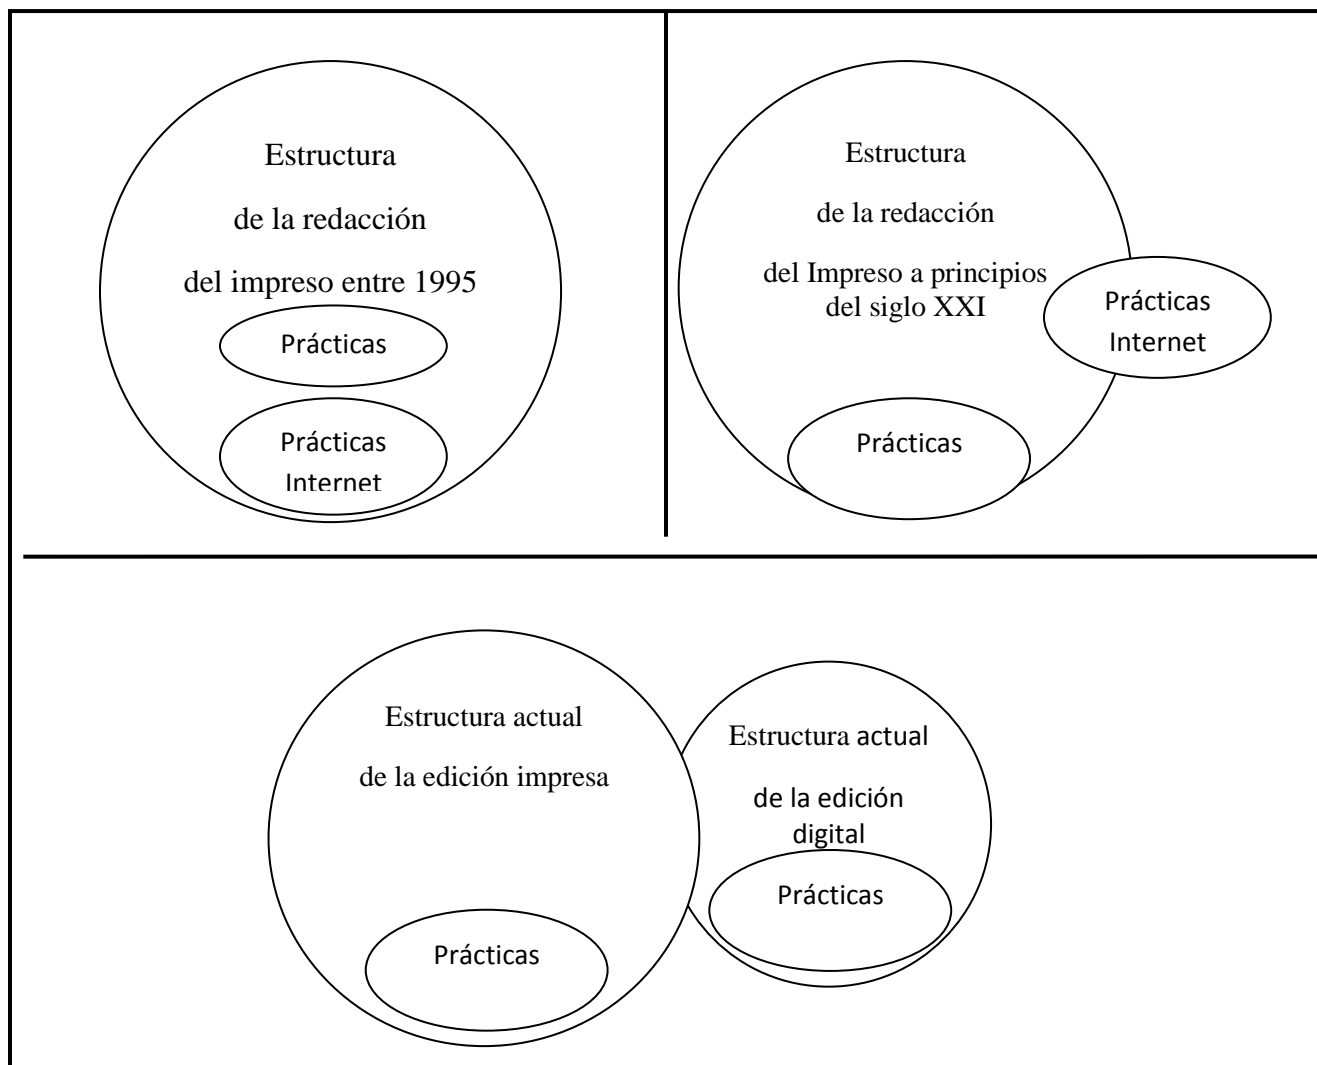 Estructura
de la redacción
del impreso entre 1995
Prácticas
Prácticas
Internet
Estructura
de la redacción
del Impreso a principios
del siglo XXI
Prácticas
Internet
Prácticas
Estructura actual
de la edición impresa
Prácticas
Estructura actual
de la edición
digital
Prácticas